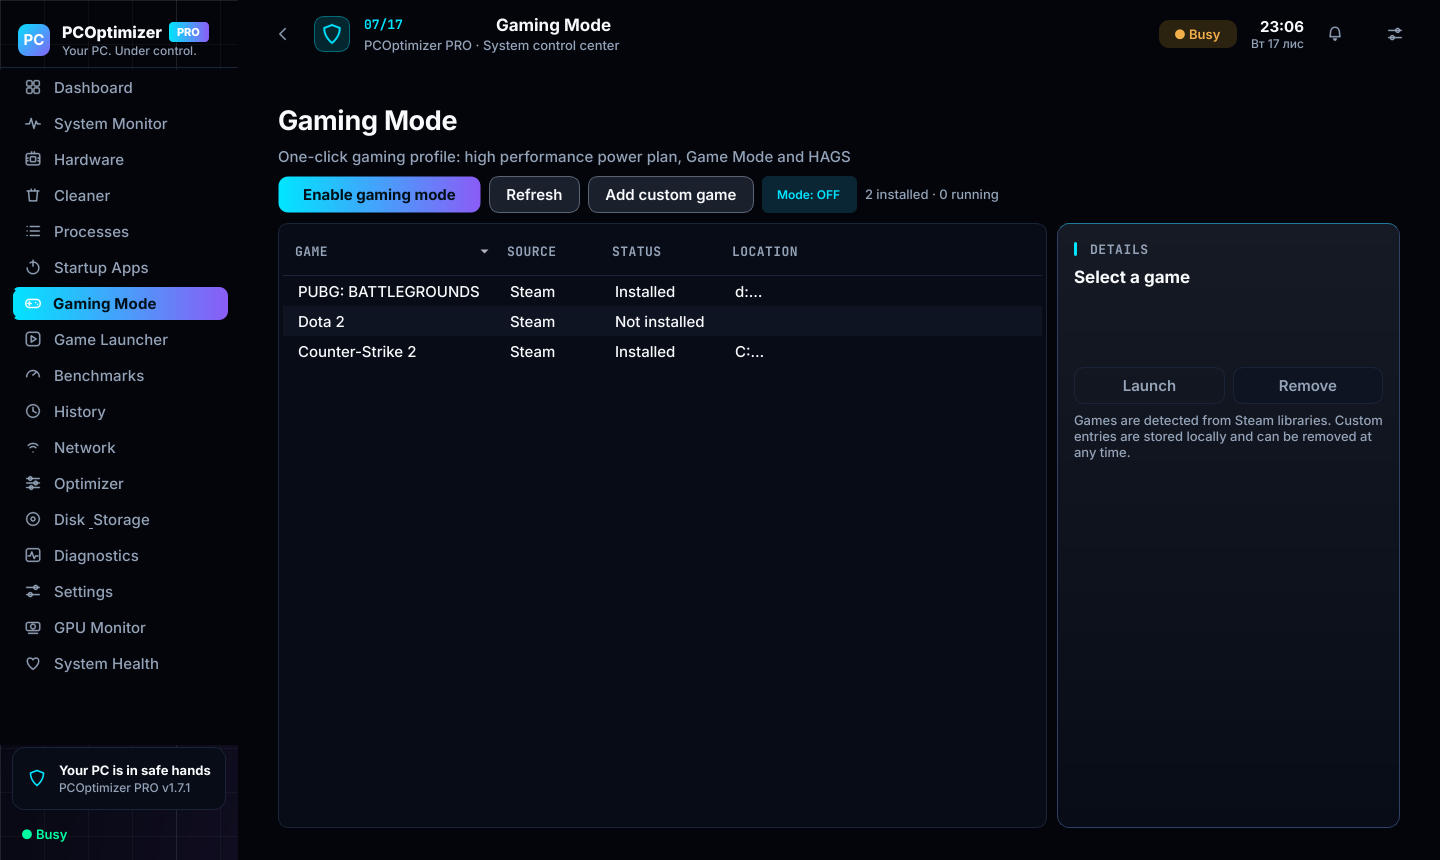 PC
PCOptimizer PRO
Your PC. Under control.
Dashboard
System Monitor
Hardware
Cleaner
Processes
Startup Apps
Gaming Mode
Game Launcher
Benchmarks
History
Network
Optimizer
Disk _Storage
Diagnostics
Settings
GPU Monitor
System Health
Your PC is in safe hands
PCOptimizer PRO v1.7.1
Busy
07/17 Gaming Mode
PCOptimizer PRO · System control center
Busy
23:06
Вт 17 лис
Gaming Mode
One-click gaming profile: high performance power plan, Game Mode and HAGS
Enable gaming mode Refresh Add custom game Mode: OFF 2 installed · 0 running
GAME SOURCE STATUS LOCATION
PUBG: BATTLEGROUNDS Steam Installed d:...
Dota 2 Steam Not installed
Counter-Strike 2 Steam Installed C:...
DETAILS
Select a game
Launch Remove
Games are detected from Steam libraries. Custom
entries are stored locally and can be removed at
any time.